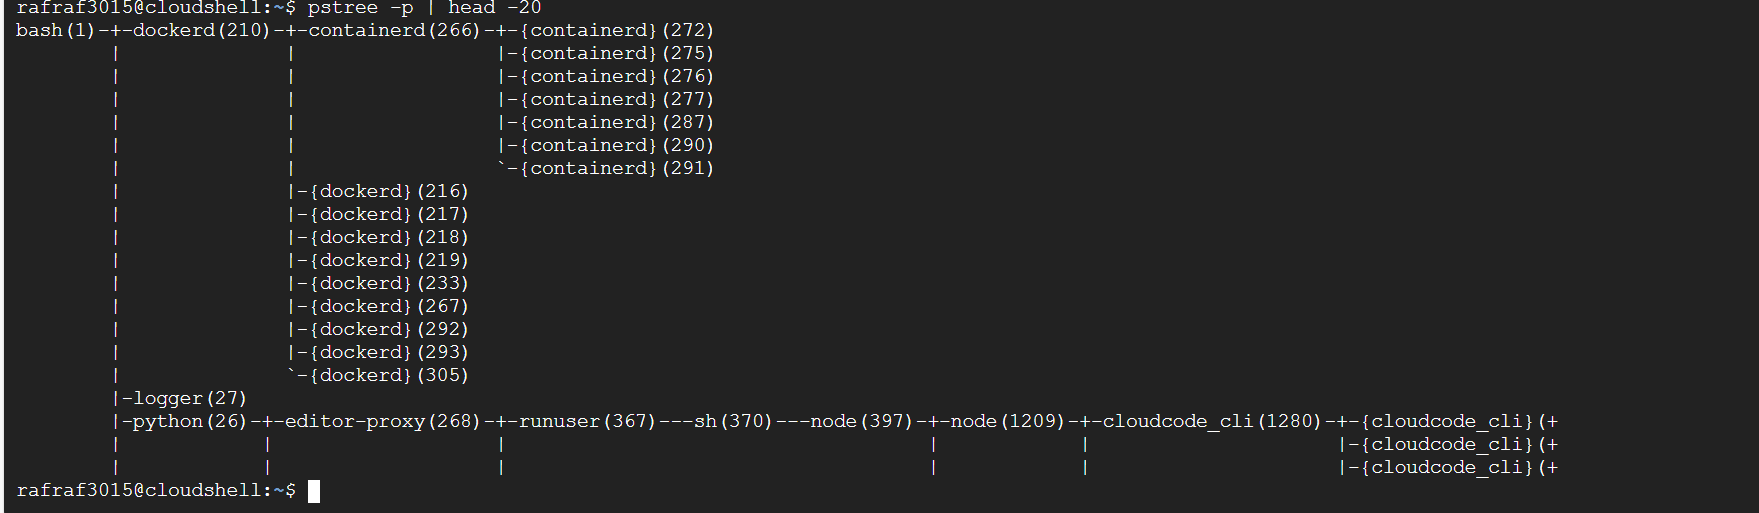 rafraf3015@cloudshell:~$ pstree -p | head -20
bash(1)-+-dockerd(210)-+-containerd(266)-+-{containerd}(272)
        |              |                 |-{containerd}(275)
        |              |                 |-{containerd}(276)
        |              |                 |-{containerd}(277)
        |              |                 |-{containerd}(287)
        |              |                 |-{containerd}(290)
        |              |                 `-{containerd}(291)
        |              |-{dockerd}(216)
        |              |-{dockerd}(217)
        |              |-{dockerd}(218)
        |              |-{dockerd}(219)
        |              |-{dockerd}(233)
        |              |-{dockerd}(267)
        |              |-{dockerd}(292)
        |              |-{dockerd}(293)
        |              `-{dockerd}(305)
        |-logger(27)
        |-python(26)-+-editor-proxy(268)-+-runuser(367)---sh(370)---node(397)-+-node(1209)-+-cloudcode_cli(1280)-+-{cloudcode_cli}(+
        |            |                   |                                    |            |                     |-{cloudcode_cli}(+
        |            |                   |                                    |            |                     |-{cloudcode_cli}(+
rafraf3015@cloudshell:~$